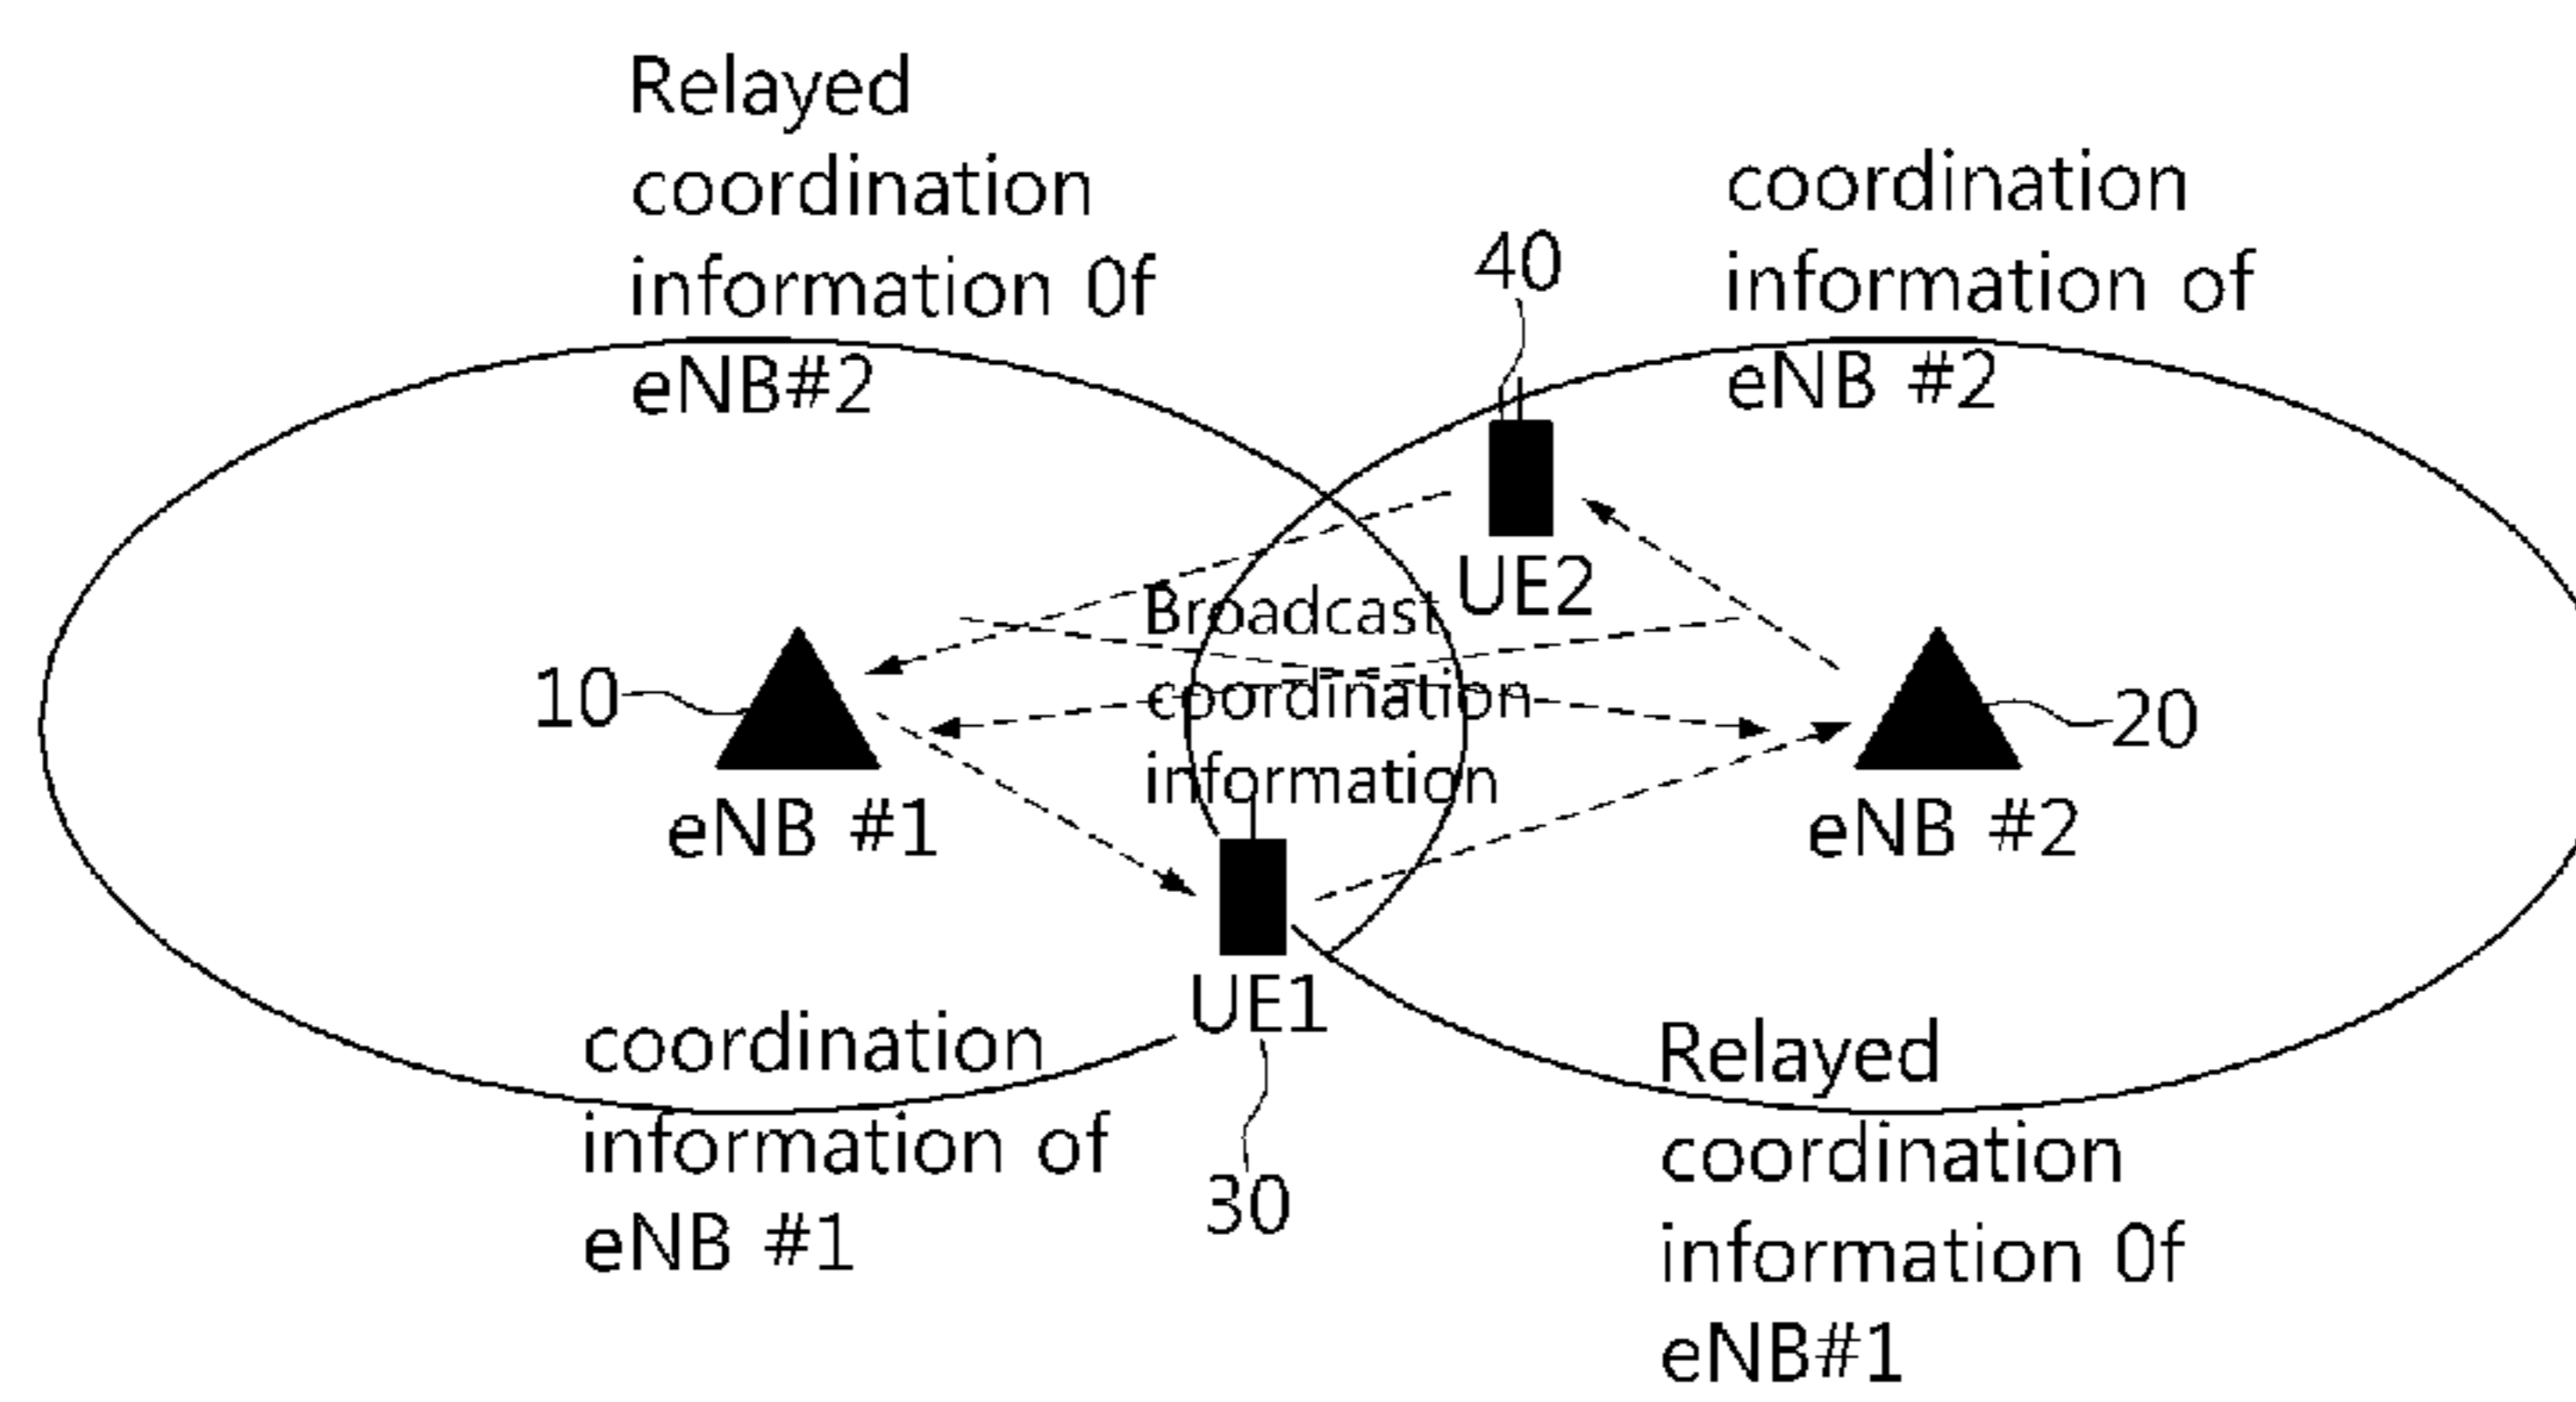 Relayed
coordination
information 0f
eNB#2
coordination
information of
eNB #2
40
UE2
Broadcast
coordination
information
10
eNB #1
20
eNB #2
UE1
30
coordination
information of
eNB #1
Relayed
coordination
information 0f
eNB#1